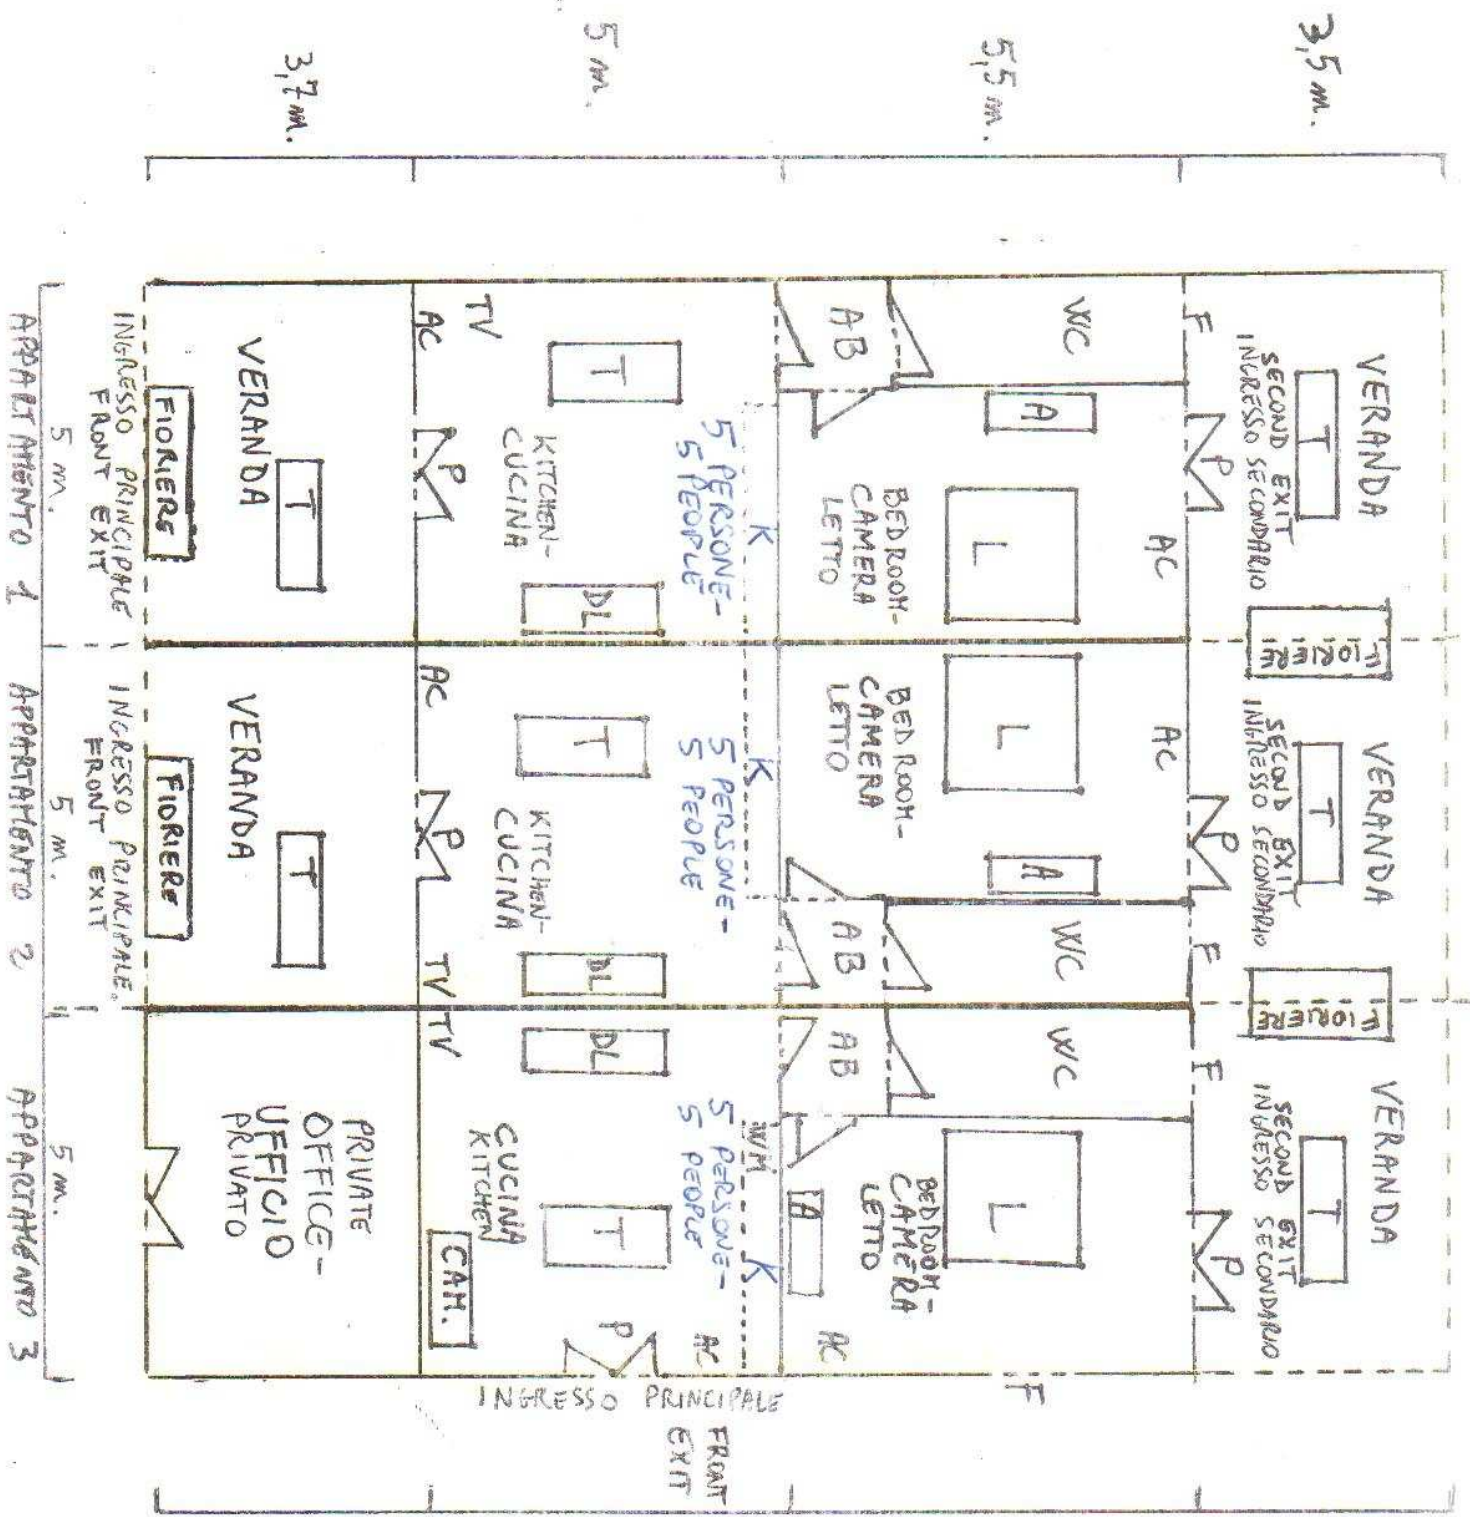 3,5 m.
5,5 m.
5 m.
3,7 m.
VERANDA
T
SECOND EXIT
INGRESSO SECONDARIO
F
P
FIORIERE
WC
A
AC
L
AB
BEDROOM-
CAMERA
LETTO
K
5 PERSONE-
5 PEOPLE
TV
T
KITCHEN-
CUCINA
DL
AC
P
VERANDA
T
FIORIERE
INGRESSO PRINCIPALE
FRONT EXIT
5 m.
APPARTAMENTO 1
VERANDA
T
SECOND EXIT
INGRESSO SECONDARIO
P
F
FIORIERE
AC
L
A
WC
BEDROOM-
CAMERA
LETTO
AB
K
5 PERSONE-
5 PEOPLE
T
KITCHEN-
CUCINA
DL
AC
P
TV
VERANDA
T
FIORIERE
INGRESSO PRINCIPALE
FRONT EXIT
5 m.
APPARTAMENTO 2
VERANDA
T
SECOND EXIT
INGRESSO SECONDARIO
F
P
WC
L
F
AB
BEDROOM-
CAMERA
LETTO
A
AC
WM
K
5 PERSONE-
5 PEOPLE
AC
DL
T
P
CUCINA
KITCHEN
TV
CAM.
INGRESSO PRINCIPALE
FRONT
EXIT
PRIVATE
OFFICE-
UFFICIO
PRIVATO
5 m.
APPARTAMENTO 3